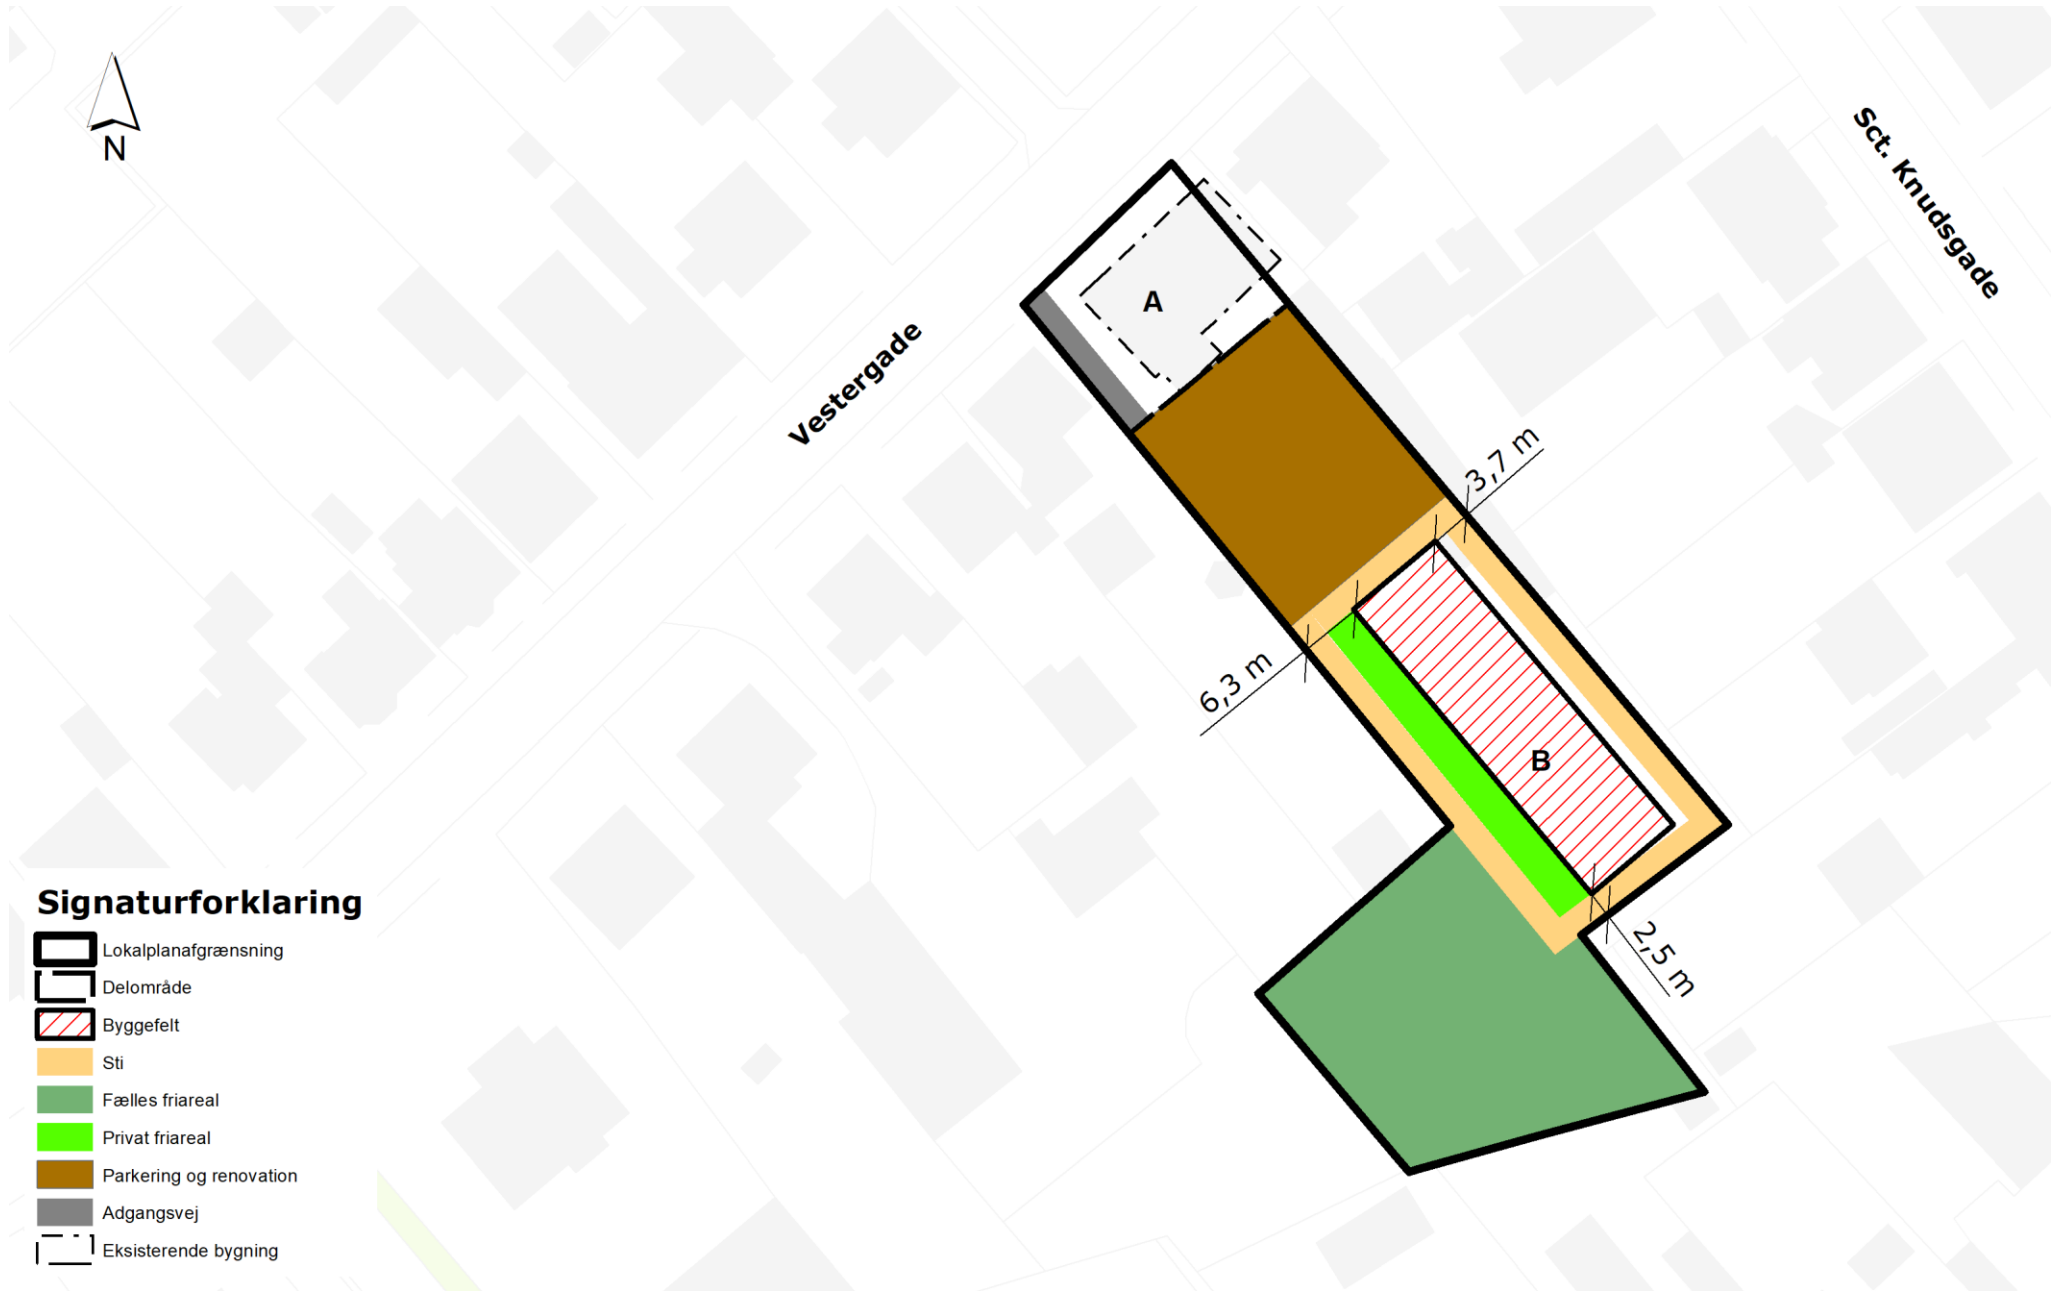 N
Sct. Knudsgade
A
Vestergade
3,7 m
6,3 m
B
2,5 m
Signaturforklaring
Lokalplanafgrænsning
Delområde
Byggefelt
Sti
Fælles friareal
Privat friareal
Parkering og renovation
Adgangsvej
Eksisterende bygning